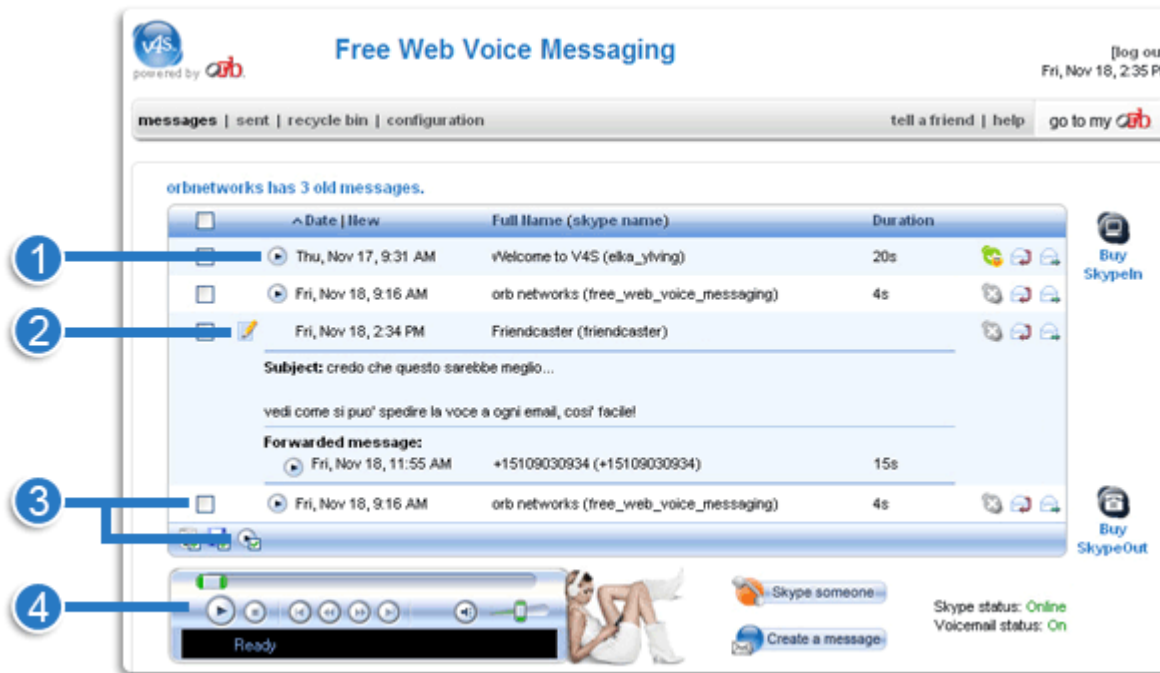 v4s.
powered by orb.
Free Web Voice Messaging
[log ou
Fri, Nov 18, 2:35 P
messages | sent | recycle bin | configuration
tell a friend | help
go to my orb
orbnetworks has 3 old messages.
^Date | New Full Name (skype name) Duration
1 Thu, Nov 17, 9:31 AM Welcome to V4S (elka_ylving) 20s
Buy
SkypeIn
Fri, Nov 18, 9:16 AM orb networks (free_web_voice_messaging) 4s
2 Fri, Nov 18, 2:34 PM Friendcaster (friendcaster)
Subject: credo che questo sarebbe meglio...
vedi come si puo' spedire la voce a ogni email, cosi' facile!
Forwarded message:
Fri, Nov 18, 11:55 AM +15109030934 (+15109030934) 15s
3 Fri, Nov 18, 9:16 AM orb networks (free_web_voice_messaging) 4s
Buy
SkypeOut
4
Ready
Skype someone
Create a message
Skype status: Online
Voicemail status: On